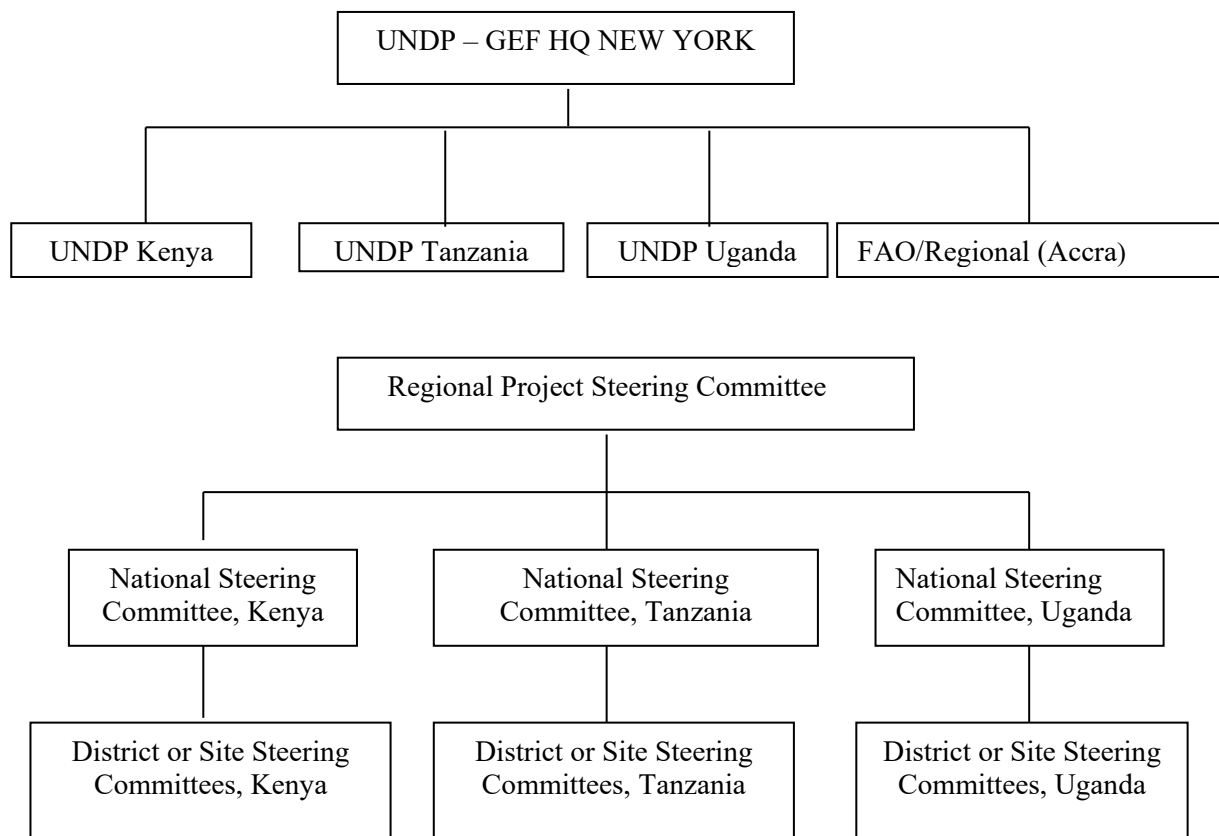 UNDP – GEF HQ NEW YORK
UNDP Kenya
UNDP Tanzania
UNDP Uganda
FAO/Regional (Accra)
Regional Project Steering Committee
National Steering
Committee, Kenya
National Steering
Committee, Tanzania
National Steering
Committee, Uganda
District or Site Steering
Committees, Kenya
District or Site Steering
Committees, Tanzania
District or Site Steering
Committees, Uganda